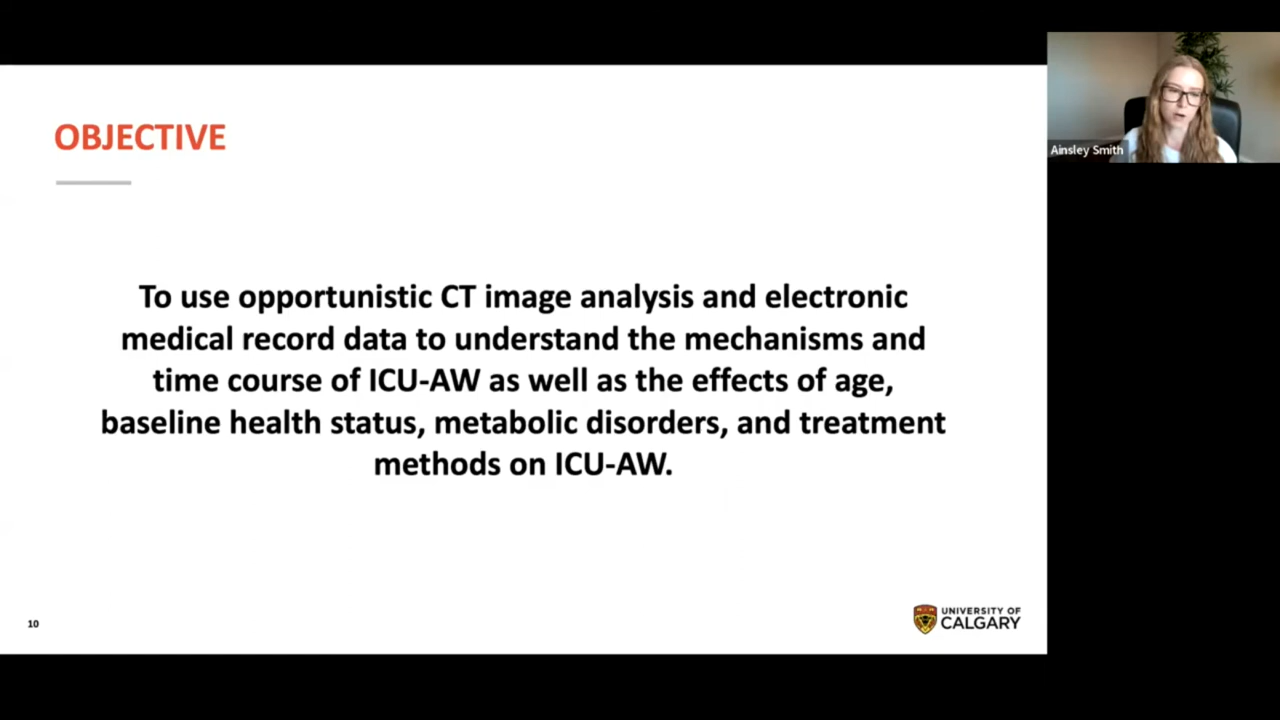 OBJECTIVE
To use opportunistic CT image analysis and electronic
medical record data to understand the mechanisms and
time course of ICU-AW as well as the effects of age,
baseline health status, metabolic disorders, and treatment
methods on ICU-AW.
10
UNIVERSITY OF
CALGARY
Ainsley Smith